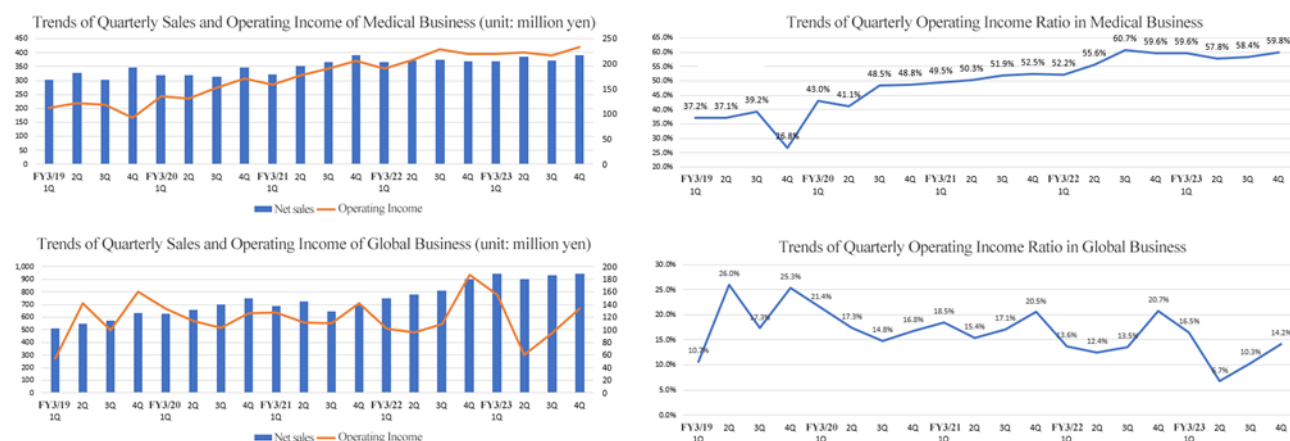 Trends of Quarterly Sales and Operating Income of Medical Business (unit: million yen)
450 250
400
350 200
300
250 150
200 100
150
100 50
50
0 0
FY3/19 2Q 3Q 4Q FY3/20 2Q 3Q 4Q FY3/21 2Q 3Q 4Q FY3/22 2Q 3Q 4Q FY3/23 2Q 3Q 4Q
1Q 1Q 1Q 1Q 1Q
Net sales Operating Income
Trends of Quarterly Operating Income Ratio in Medical Business
65.0%
60.0%
55.0%
50.0%
45.0%
40.0%
35.0%
30.0%
25.0%
20.0%
37.2% 37.1% 39.2% 26.8% 43.0% 41.1% 48.5% 48.8% 49.5% 50.3% 51.9% 52.5% 52.2% 55.6% 60.7% 59.6% 59.6% 57.8% 58.4% 59.8%
FY3/19 2Q 3Q 4Q FY3/20 2Q 3Q 4Q FY3/21 2Q 3Q 4Q FY3/22 2Q 3Q 4Q FY3/23 2Q 3Q 4Q
1Q 1Q 1Q 1Q 1Q
Trends of Quarterly Sales and Operating Income of Global Business (unit: million yen)
1,000 200
900 180
800 160
700 140
600 120
500 100
400 80
300 60
200 40
100 20
0 0
FY3/19 2Q 3Q 4Q FY3/20 2Q 3Q 4Q FY3/21 2Q 3Q 4Q FY3/22 2Q 3Q 4Q FY3/23 2Q 3Q 4Q
1Q 1Q 1Q 1Q 1Q
Net sales Operating Income
Trends of Quarterly Operating Income Ratio in Global Business
30.0%
25.0%
20.0%
15.0%
10.0%
5.0%
0.0%
26.0% 17.3% 25.3% 21.4% 17.3% 14.8% 16.8% 18.5% 15.4% 17.1% 20.5% 13.6% 12.4% 13.5% 20.7% 16.5% 6.7% 10.3% 14.2%
FY3/19 2Q 3Q 4Q FY3/20 2Q 3Q 4Q FY3/21 2Q 3Q 4Q FY3/22 2Q 3Q 4Q FY3/23 2Q 3Q 4Q
1Q 1Q 1Q 1Q 1Q